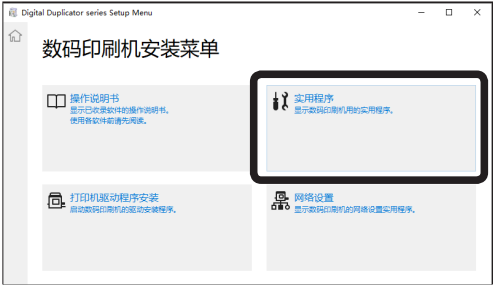 Digital Duplicator series Setup Menu
数码印刷机安装菜单
操作说明书
显示已收录软件的操作说明书。
使用各软件前请先阅读。
实用程序
显示数码印刷机用的实用程序。
打印机驱动程序安装
启动数码印刷机的驱动安装程序。
网络设置
显示数码印刷机的网络设置实用程序。